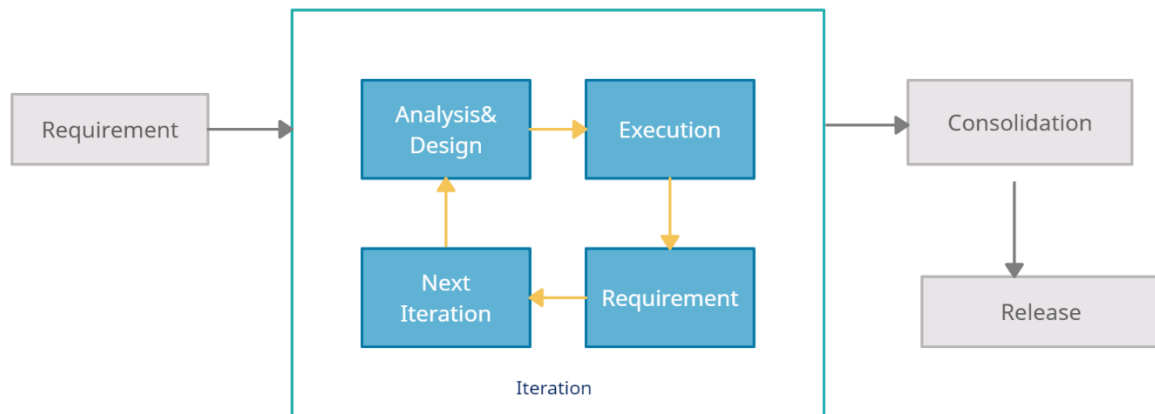 Requirement
Analysis&
Design
Execution
Next
Iteration
Requirement
Iteration
Consolidation
Release